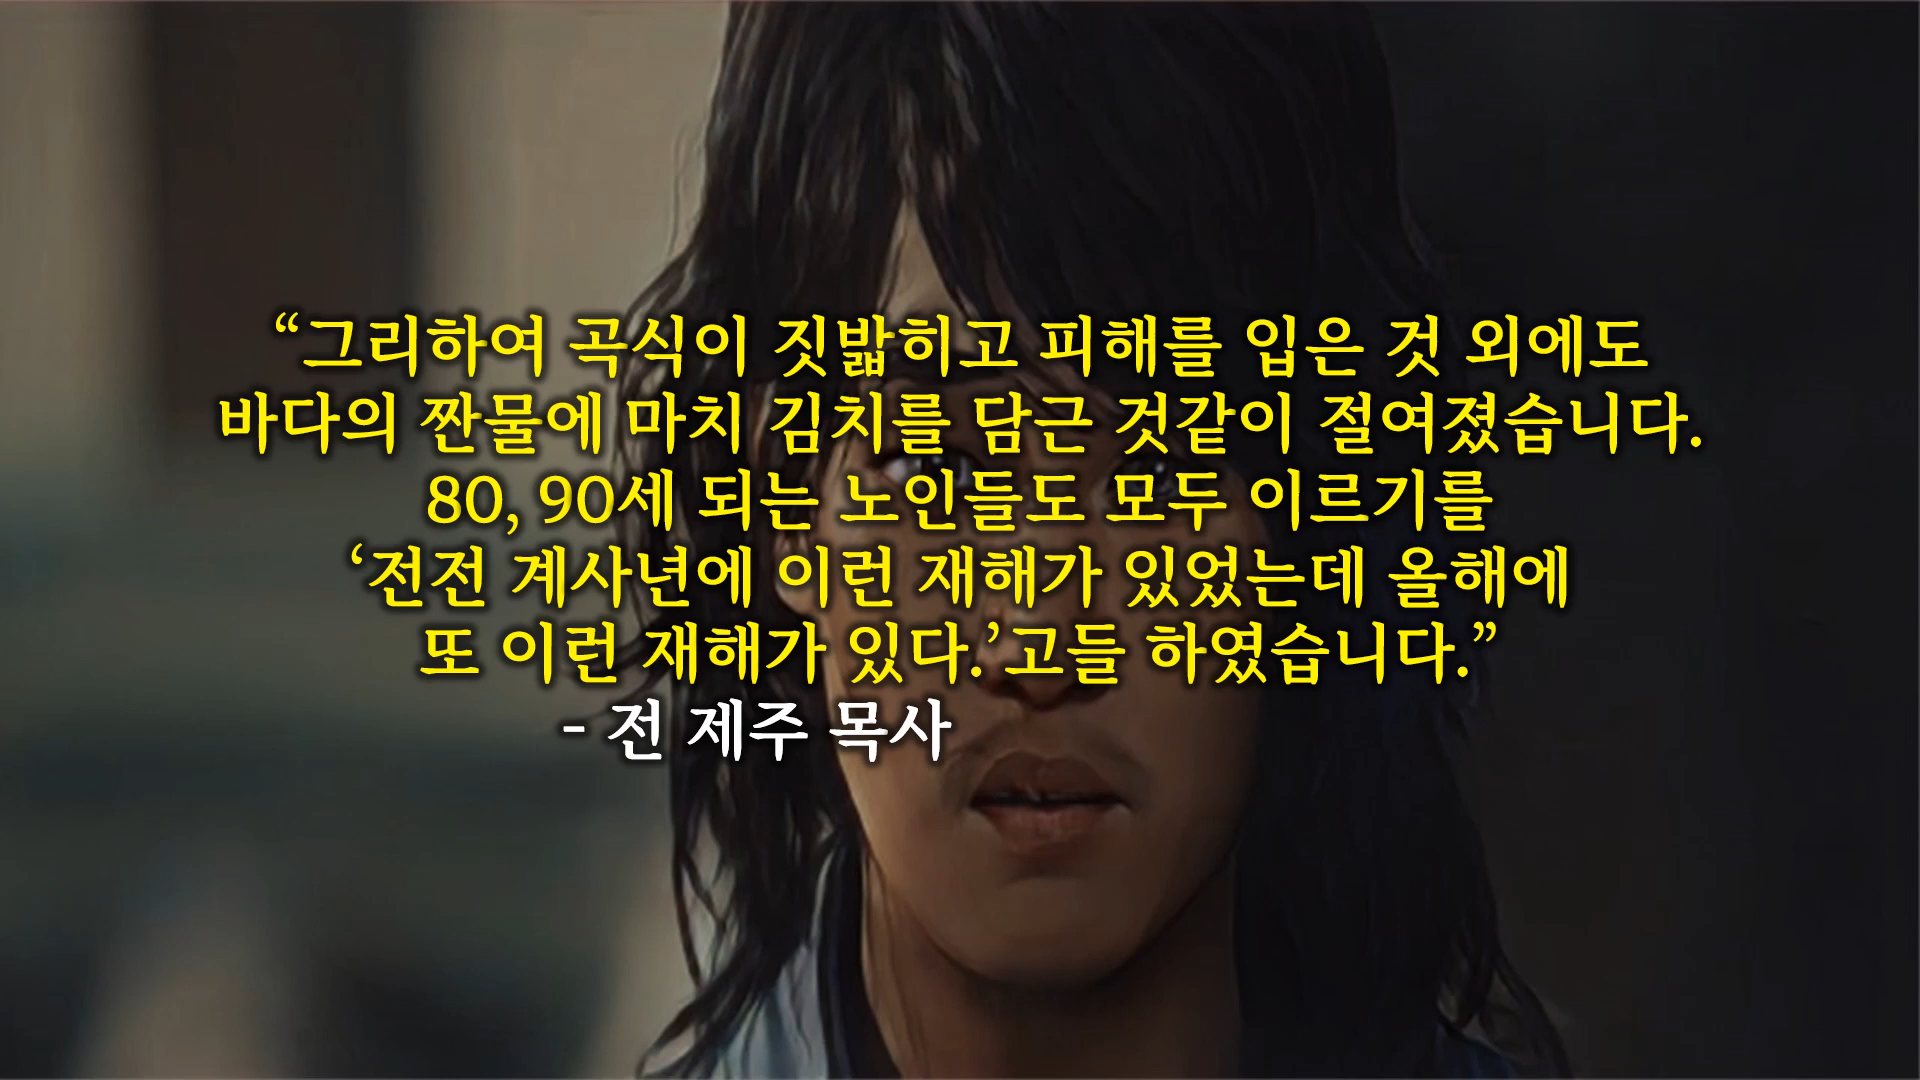 “그리하여 곡식이 짓밟히고 피해를 입은 것 외에도
바다의 짠물에 마치 김치를 담근 것같이 절여졌습니다.
80, 90세 되는 노인들도 모두 이르기를
‘전전 계사년에 이런 재해가 있었는데 올해에
또 이런 재해가 있다.’고들 하였습니다.”
- 전 제주 목사